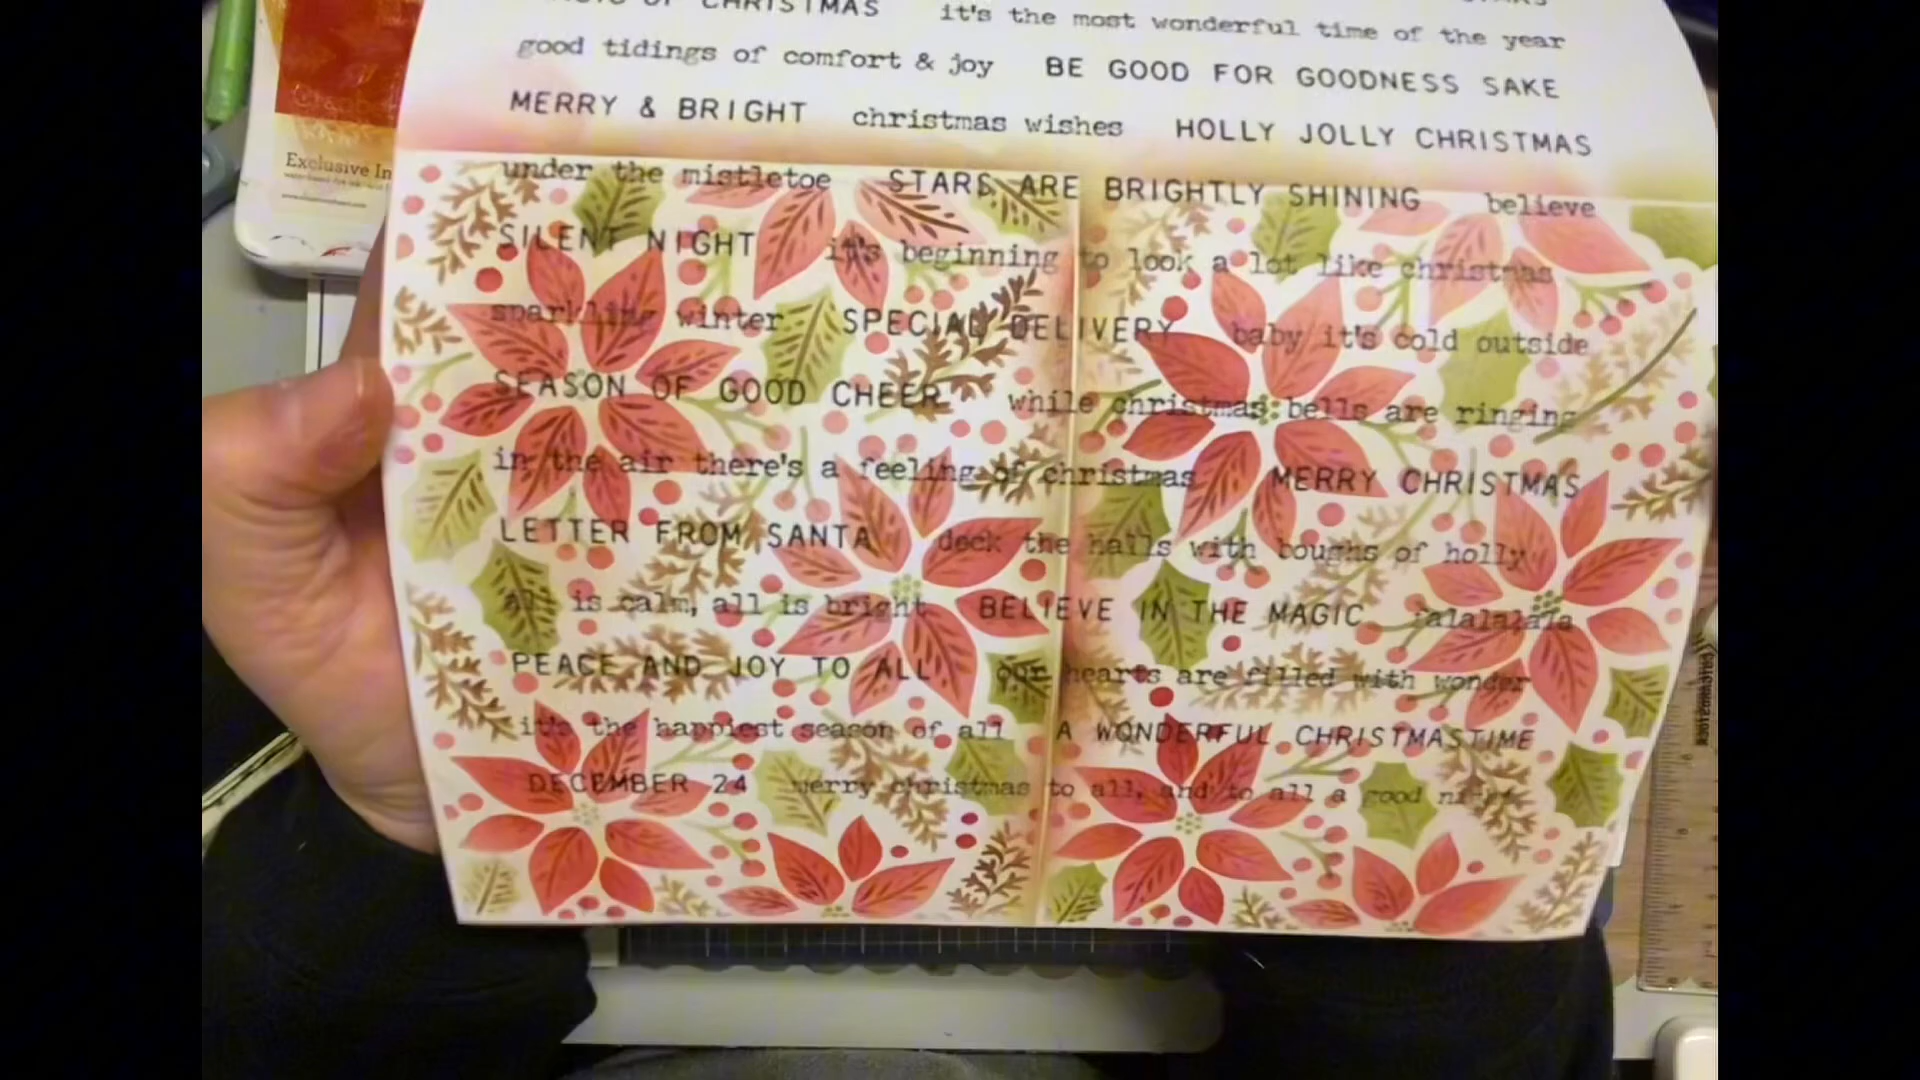 OF CHRISTMAS it's the most wonderful time of the year
good tidings of comfort & joy BE GOOD FOR GOODNESS SAKE
MERRY & BRIGHT christmas wishes HOLLY JOLLY CHRISTMAS
under the mistletoe STARS ARE BRIGHTLY SHINING believe
SILENT NIGHT it's beginning to look a lot like christmas
sparkling winter SPECIAL DELIVERY baby it's cold outside
SEASON OF GOOD CHEER while christmas bells are ringing
in the air there's a feeling of christmas MERRY CHRISTMAS
LETTER FROM SANTA deck the halls with boughs of holly
all is calm, all is bright BELIEVE IN THE MAGIC falalalala
PEACE AND JOY TO ALL our hearts are filled with wonder
it's the happiest season of all A WONDERFUL CHRISTMASTIME
DECEMBER 24 merry christmas to all, and to all a good night
Exclusive In